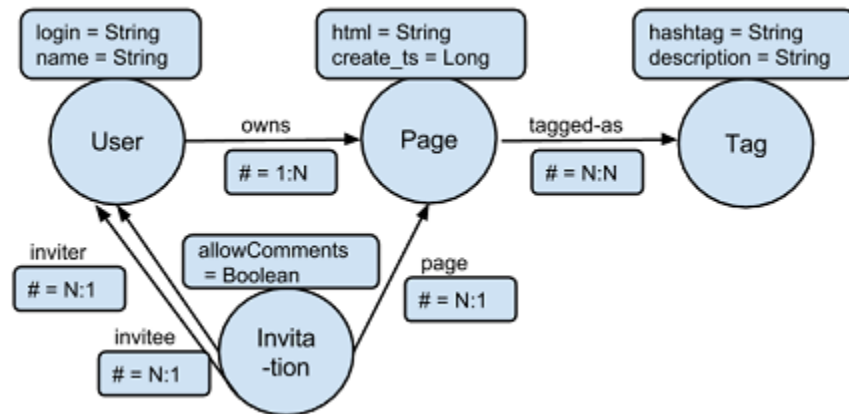 login = String
name = String
html = String
create_ts = Long
hashtag = String
description = String
User
owns
# = 1:N
Page
tagged-as
# = N:N
Tag
inviter
# = N:1
allowComments
= Boolean
page
# = N:1
invitee
# = N:1
Invita
-tion